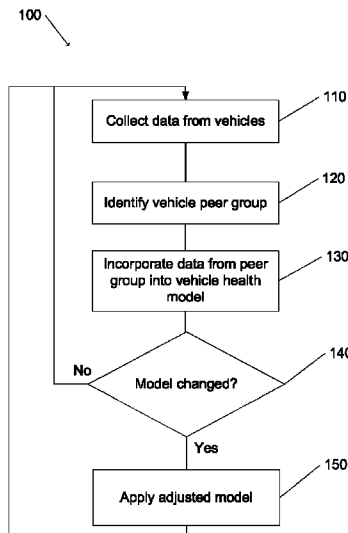 100
110
Collect data from vehicles
120
Identify vehicle peer group
130
Incorporate data from peer
group into vehicle health
model
140
No
Model changed?
Yes
150
Apply adjusted model